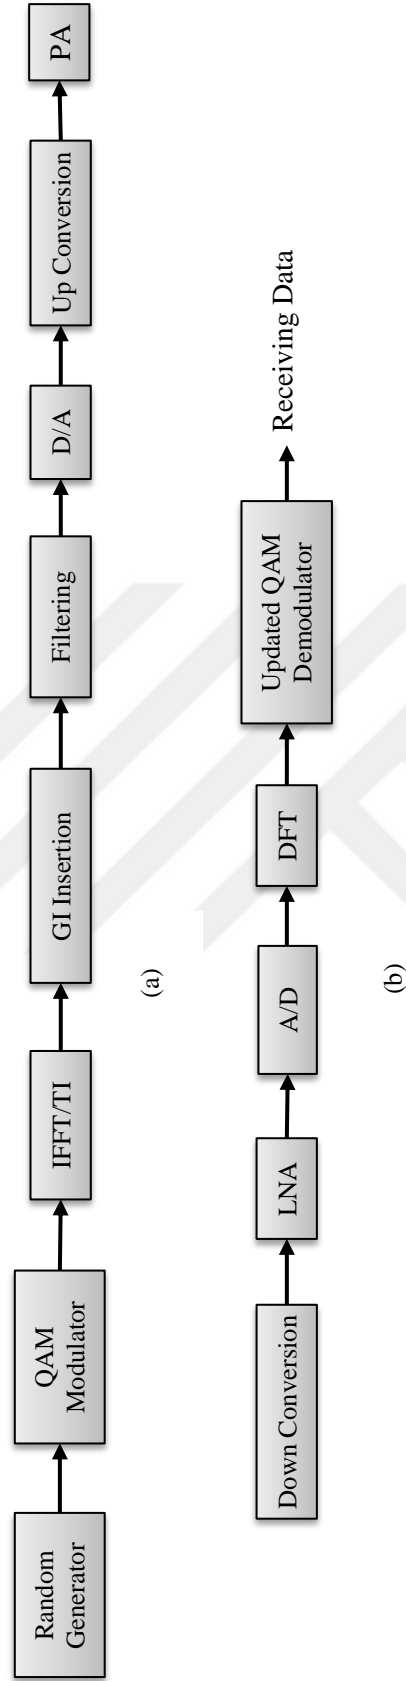 Random
Generator
QAM
Modulator
IFFT/TI
GI Insertion
Filtering
D/A
Up Conversion
PA
(a)
Down Conversion
LNA
A/D
DFT
Updated QAM
Demodulator
Receiving Data
(b)